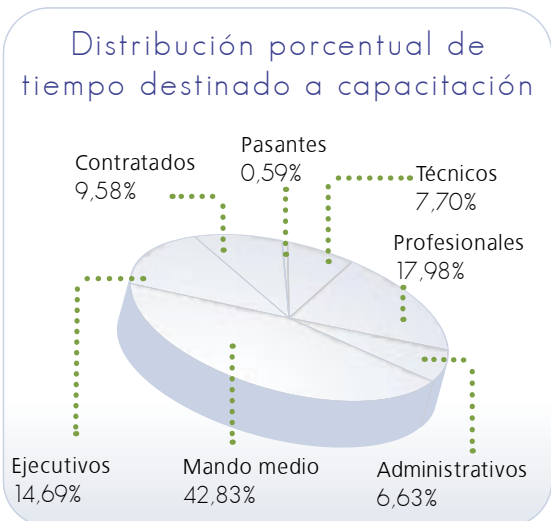 Distribución porcentual de
tiempo destinado a capacitación
Pasantes
0,59%
Contratados
9,58%
Técnicos
7,70%
Profesionales
17,98%
Ejecutivos
14,69%
Mando medio
42,83%
Administrativos
6,63%